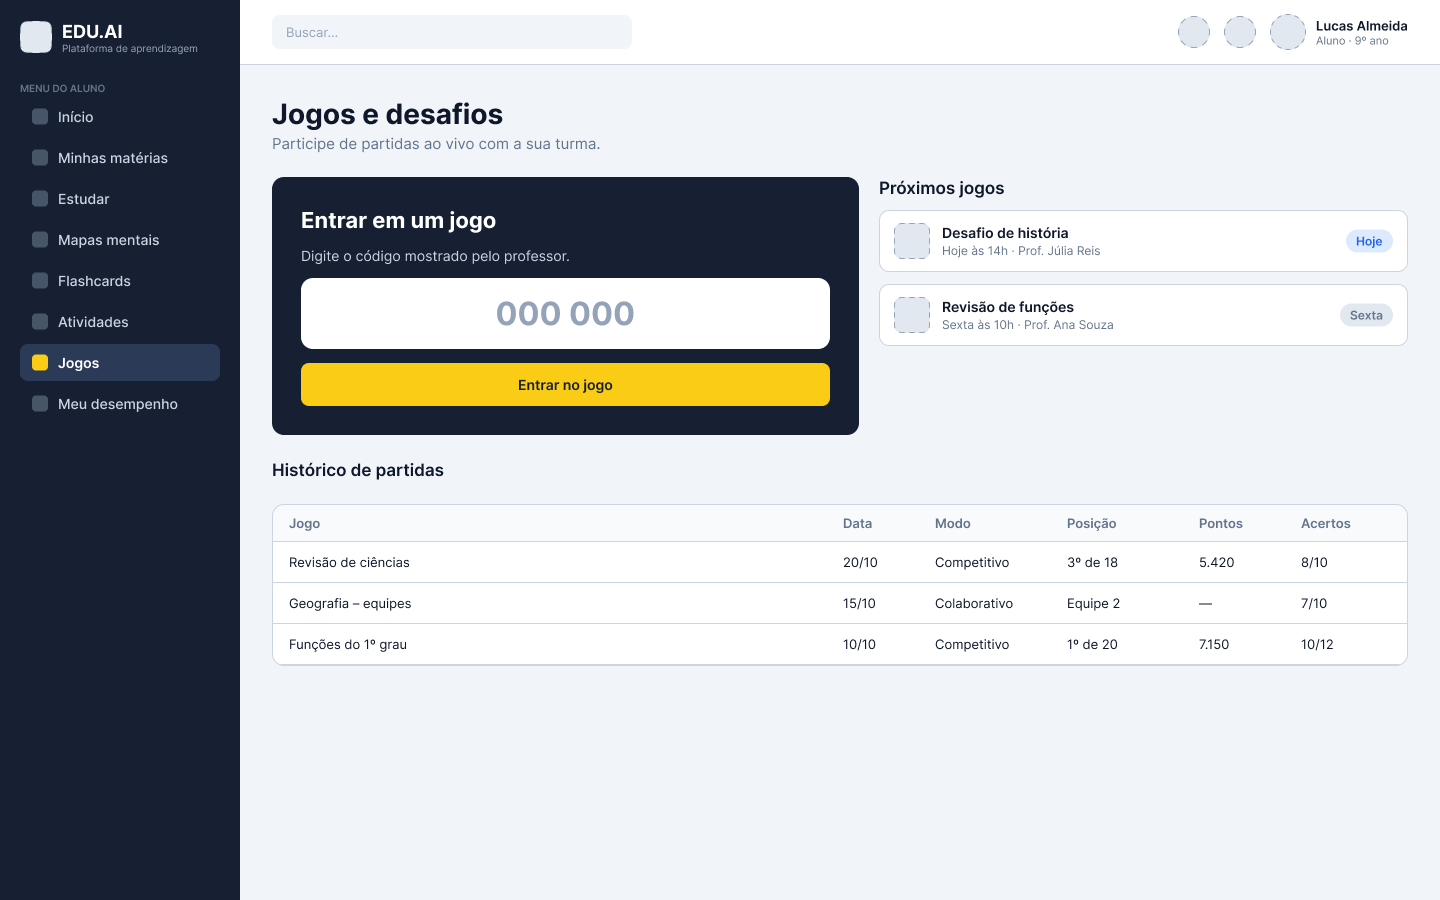 EDU.AI
Plataforma de aprendizagem
MENU DO ALUNO
Início
Minhas matérias
Estudar
Mapas mentais
Flashcards
Atividades
Jogos
Meu desempenho
Buscar...
Lucas Almeida
Aluno · 9º ano
Jogos e desafios
Participe de partidas ao vivo com a sua turma.
Entrar em um jogo
Digite o código mostrado pelo professor.
000 000
Entrar no jogo
Próximos jogos
Desafio de história
Hoje às 14h · Prof. Júlia Reis
Hoje
Revisão de funções
Sexta às 10h · Prof. Ana Souza
Sexta
Histórico de partidas
Jogo Data Modo Posição Pontos Acertos
Revisão de ciências 20/10 Competitivo 3º de 18 5.420 8/10
Geografia – equipes 15/10 Colaborativo Equipe 2 — 7/10
Funções do 1º grau 10/10 Competitivo 1º de 20 7.150 10/12